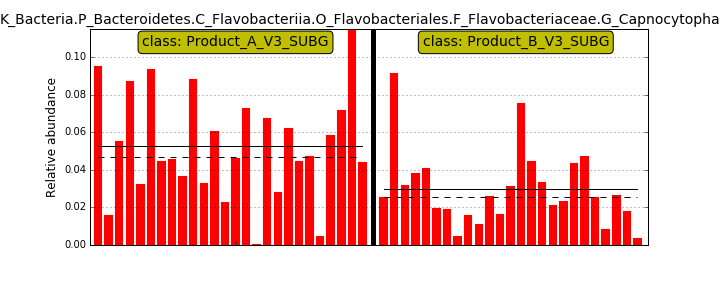 K_Bacteria.P_Bacteroidetes.C_Flavobacteriia.O_Flavobacteriales.F_Flavobacteriaceae.G_Capnocytopha
class: Product_A_V3_SUBG class: Product_B_V3_SUBG
Relative abundance
0.10
0.08
0.06
0.04
0.02
0.00